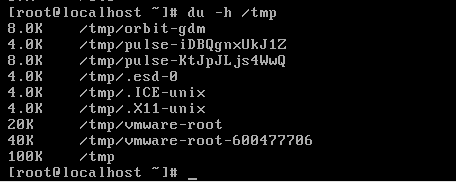 [root@localhost ~]# du -h /tmp
8.0K /tmp/orbit-gdm
4.0K /tmp/pulse-iDBQgnxUkJ1Z
8.0K /tmp/pulse-KtJpJLjs4WwQ
4.0K /tmp/.esd-0
4.0K /tmp/.ICE-unix
4.0K /tmp/.X11-unix
20K /tmp/vmware-root
40K /tmp/vmware-root-600477706
100K /tmp
[root@localhost ~]# _